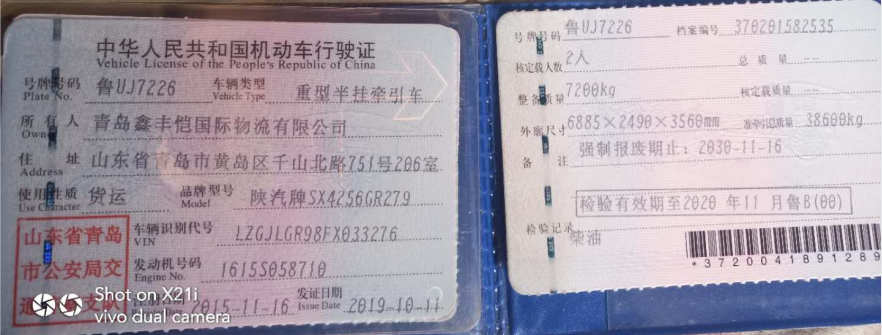 中华人民共和国机动车行驶证
Vehicle License of the People's Republic of China
号牌号码 鲁UJ7226 车辆类型 重型半挂牵引车
Plate No. Vehicle Type
所有人 青岛鑫丰恺国际物流有限公司
Owner
住址 山东省青岛市黄岛区千山北路751号206室
Address
使用性质 货运 品牌型号 陕汽牌SX4256GR279
Use Character Model
山东省青岛 车辆识别代号 LZGJLGR98FX033276
VIN
市公安局交 发动机号码 1615S058710
Engine No.
支队 2015-11-16 发证日期 2019-10-11
Issue Date
Shot on X21i
vivo dual camera
号牌号码 鲁UJ7226 档案编号 370201582535
核定载人数 2人 总质量 --
整备质量 7200kg 核定载质量 --
外廓尺寸 6885×2490×3560 准牵引总质量 38600kg
备注 强制报废期止：2030-11-16
检验有效期至2020年11月鲁B(00)
检验记录
柴油
*3720041891289